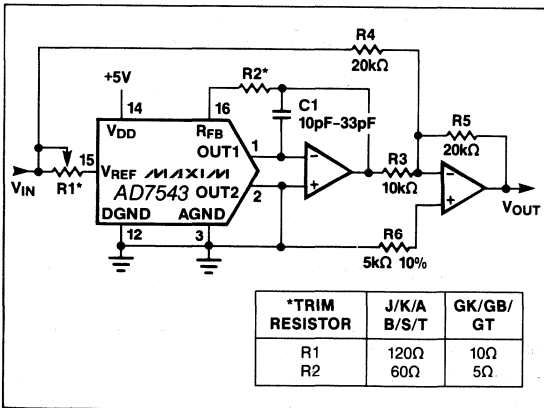 R4
20kΩ
+5V
R2*
14
16
C1
10pF–33pF
R5
20kΩ
VDD
RFB
OUT1
1
15
VREF
MAXIM
R3
10kΩ
VIN
R1*
AD7543
OUT2
2
VOUT
DGND
AGND
12
3
R6
5kΩ 10%
*TRIM RESISTOR J/K/A B/S/T GK/GB/ GT
R1 120Ω 10Ω
R2 60Ω 5Ω